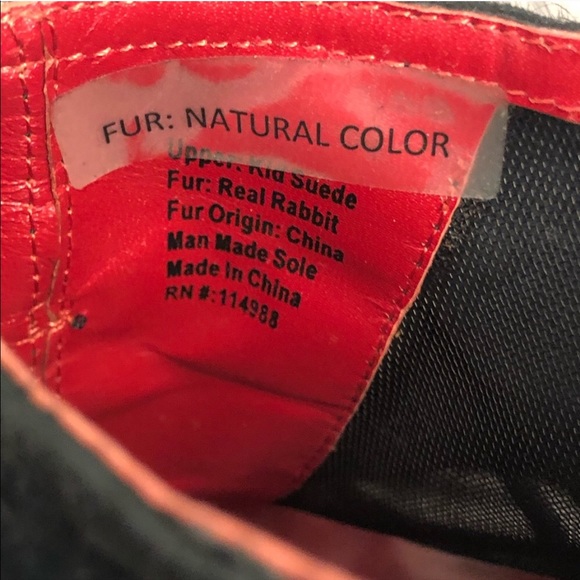 FUR: NATURAL COLOR
Upper: Kid Suede
Fur: Real Rabbit
Fur Origin: China
Man Made Sole
Made In China
RN #:114988